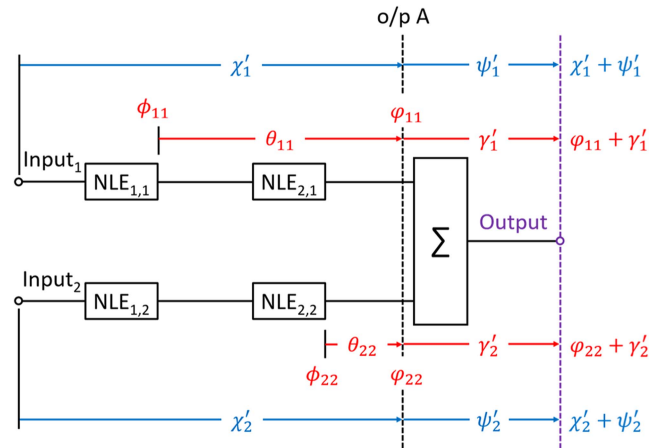 o/p A
χ′₁ ψ′₁ χ′₁ + ψ′₁
ϕ₁₁ φ₁₁
θ₁₁ γ′₁ φ₁₁ + γ′₁
Input₁
NLE₁,₁ NLE₂,₁
Output
Σ
Input₂
NLE₁,₂ NLE₂,₂
θ₂₂ γ′₂ φ₂₂ + γ′₂
ϕ₂₂ φ₂₂
χ′₂ ψ′₂ χ′₂ + ψ′₂